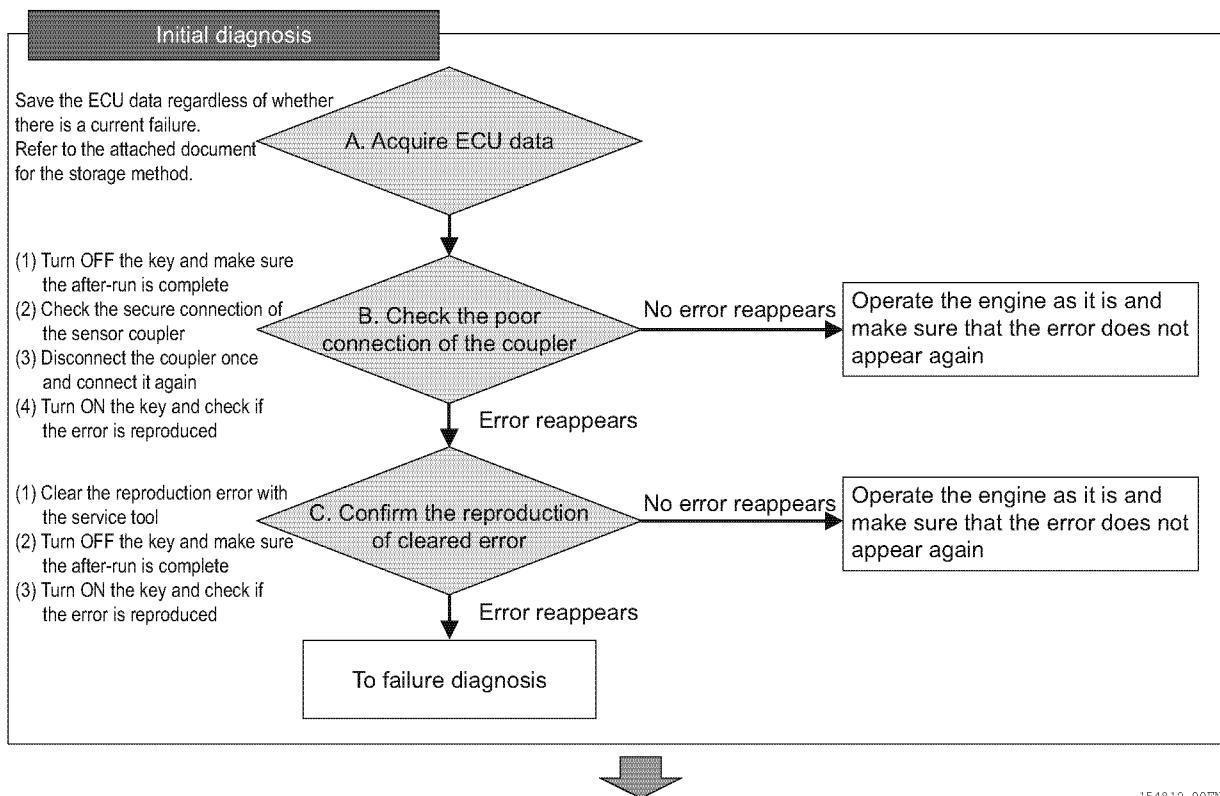 Initial diagnosis
Save the ECU data regardless of whether
there is a current failure.
Refer to the attached document
for the storage method.
A. Acquire ECU data
(1) Turn OFF the key and make sure
the after-run is complete
(2) Check the secure connection of
the sensor coupler
(3) Disconnect the coupler once
and connect it again
(4) Turn ON the key and check if
the error is reproduced
B. Check the poor
connection of the coupler
No error reappears
Operate the engine as it is and
make sure that the error does not
appear again
Error reappears
(1) Clear the reproduction error with
the service tool
(2) Turn OFF the key and make sure
the after-run is complete
(3) Turn ON the key and check if
the error is reproduced
C. Confirm the reproduction
of cleared error
No error reappears
Operate the engine as it is and
make sure that the error does not
appear again
Error reappears
To failure diagnosis